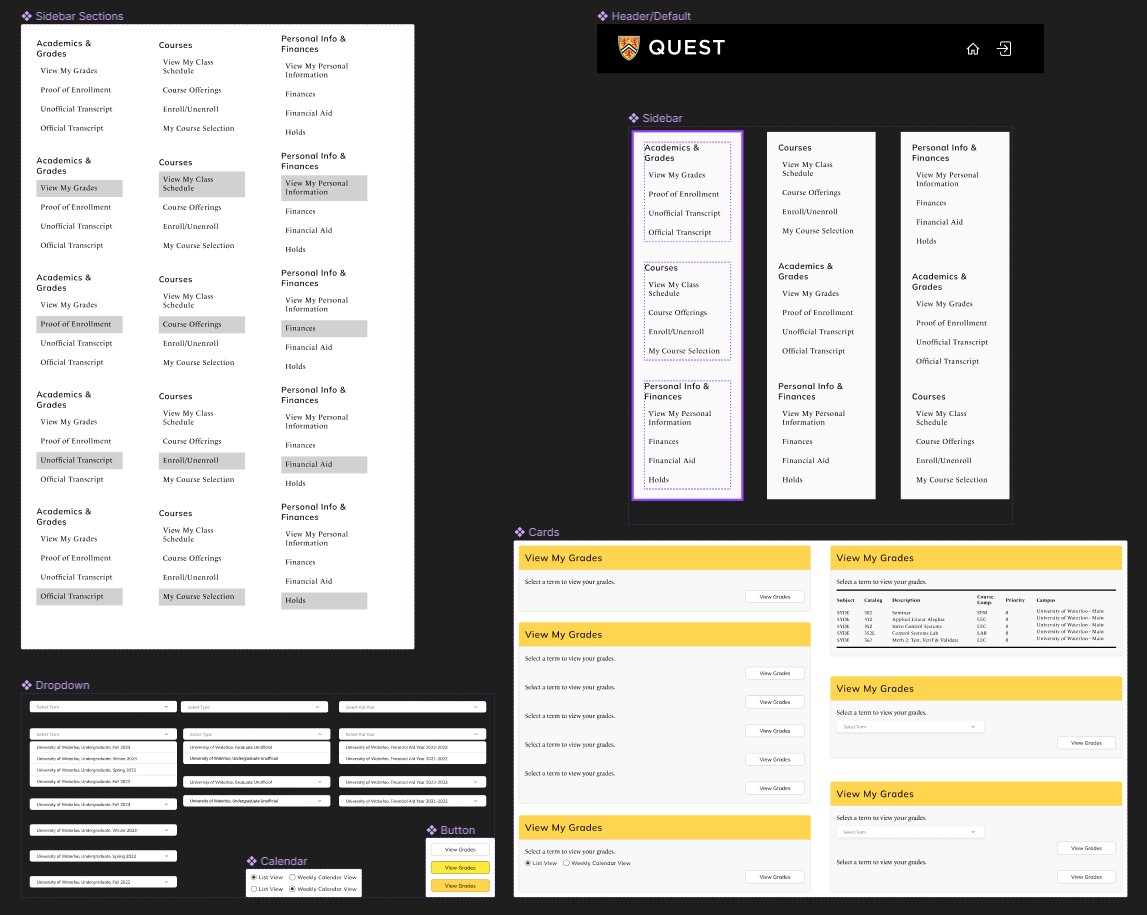 Sidebar Sections
Academics &
Grades
View My Grades
Proof of Enrollment
Unofficial Transcript
Official Transcript
Courses
View My Class
Schedule
Course Offerings
Enroll/Unenroll
My Course Selection
Personal Info &
Finances
View My Personal
Information
Finances
Financial Aid
Holds
Academics &
Grades
View My Grades
Proof of Enrollment
Unofficial Transcript
Official Transcript
Courses
View My Class
Schedule
Course Offerings
Enroll/Unenroll
My Course Selection
Personal Info &
Finances
View My Personal
Information
Finances
Financial Aid
Holds
Academics &
Grades
View My Grades
Proof of Enrollment
Unofficial Transcript
Official Transcript
Courses
View My Class
Schedule
Course Offerings
Enroll/Unenroll
My Course Selection
Personal Info &
Finances
View My Personal
Information
Finances
Financial Aid
Holds
Academics &
Grades
View My Grades
Proof of Enrollment
Unofficial Transcript
Official Transcript
Courses
View My Class
Schedule
Course Offerings
Enroll/Unenroll
My Course Selection
Personal Info &
Finances
View My Personal
Information
Finances
Financial Aid
Holds
Academics &
Grades
View My Grades
Proof of Enrollment
Unofficial Transcript
Official Transcript
Courses
View My Class
Schedule
Course Offerings
Enroll/Unenroll
My Course Selection
Personal Info &
Finances
View My Personal
Information
Finances
Financial Aid
Holds
Header/Default
QUEST
Sidebar
Academics &
Grades
View My Grades
Proof of Enrollment
Unofficial Transcript
Official Transcript
Courses
View My Class
Schedule
Course Offerings
Enroll/Unenroll
My Course Selection
Personal Info &
Finances
View My Personal
Information
Finances
Financial Aid
Holds
Courses
View My Class
Schedule
Course Offerings
Enroll/Unenroll
My Course Selection
Academics &
Grades
View My Grades
Proof of Enrollment
Unofficial Transcript
Official Transcript
Personal Info &
Finances
View My Personal
Information
Finances
Financial Aid
Holds
Personal Info &
Finances
View My Personal
Information
Finances
Financial Aid
Holds
Academics &
Grades
View My Grades
Proof of Enrollment
Unofficial Transcript
Official Transcript
Courses
View My Class
Schedule
Course Offerings
Enroll/Unenroll
My Course Selection
Dropdown
Select Term
Select Type
Select Aid Year
Select Term
University of Waterloo, Undergraduate, Fall 2023
University of Waterloo, Undergraduate, Winter 2023
University of Waterloo, Undergraduate, Spring 2023
University of Waterloo, Undergraduate, Fall 2022
Select Type
University of Waterloo, Graduate Unofficial
University of Waterloo, Undergraduate Unofficial
Select Aid Year
University of Waterloo, Financial Aid Year 2022-2023
University of Waterloo, Financial Aid Year 2021-2022
University of Waterloo, Undergraduate, Fall 2023
University of Waterloo, Undergraduate, Winter 2023
University of Waterloo, Undergraduate, Spring 2023
University of Waterloo, Undergraduate, Fall 2022
University of Waterloo, Graduate Unofficial
University of Waterloo, Undergraduate Unofficial
University of Waterloo, Financial Aid Year 2022-2023
University of Waterloo, Financial Aid Year 2021-2022
Calendar
List View Weekly Calendar View
List View Weekly Calendar View
Button
View Grades
View Grades
View Grades
Cards
View My Grades
Select a term to view your grades.
View Grades
View My Grades
Select a term to view your grades.
View Grades
Select a term to view your grades.
View Grades
Select a term to view your grades.
View Grades
Select a term to view your grades.
View Grades
Select a term to view your grades.
View Grades
View My Grades
Select a term to view your grades.
List View Weekly Calendar View
View Grades
View My Grades
Select a term to view your grades.
Subject Catalog Description Course Comp. Priority Campus
SYDE Seminar SEM 0 University of Waterloo - Main
SYDE 312 Applied Linear LEC University of Waterloo - Main
SYDE 352 Intro Control Systems LEC 0 University of Waterloo - Main
SYDE 352L Control Systems Lab LAB 0 University of Waterloo - Main
SYDE 362 Meth 2: Test, Verif & Validate LEC 0 University of Waterloo - Main
View My Grades
Select a term to view your grades.
Select Term
View Grades
View My Grades
Select a term to view your grades.
Select Term
View Grades
Select a term to view your grades.
View Grades